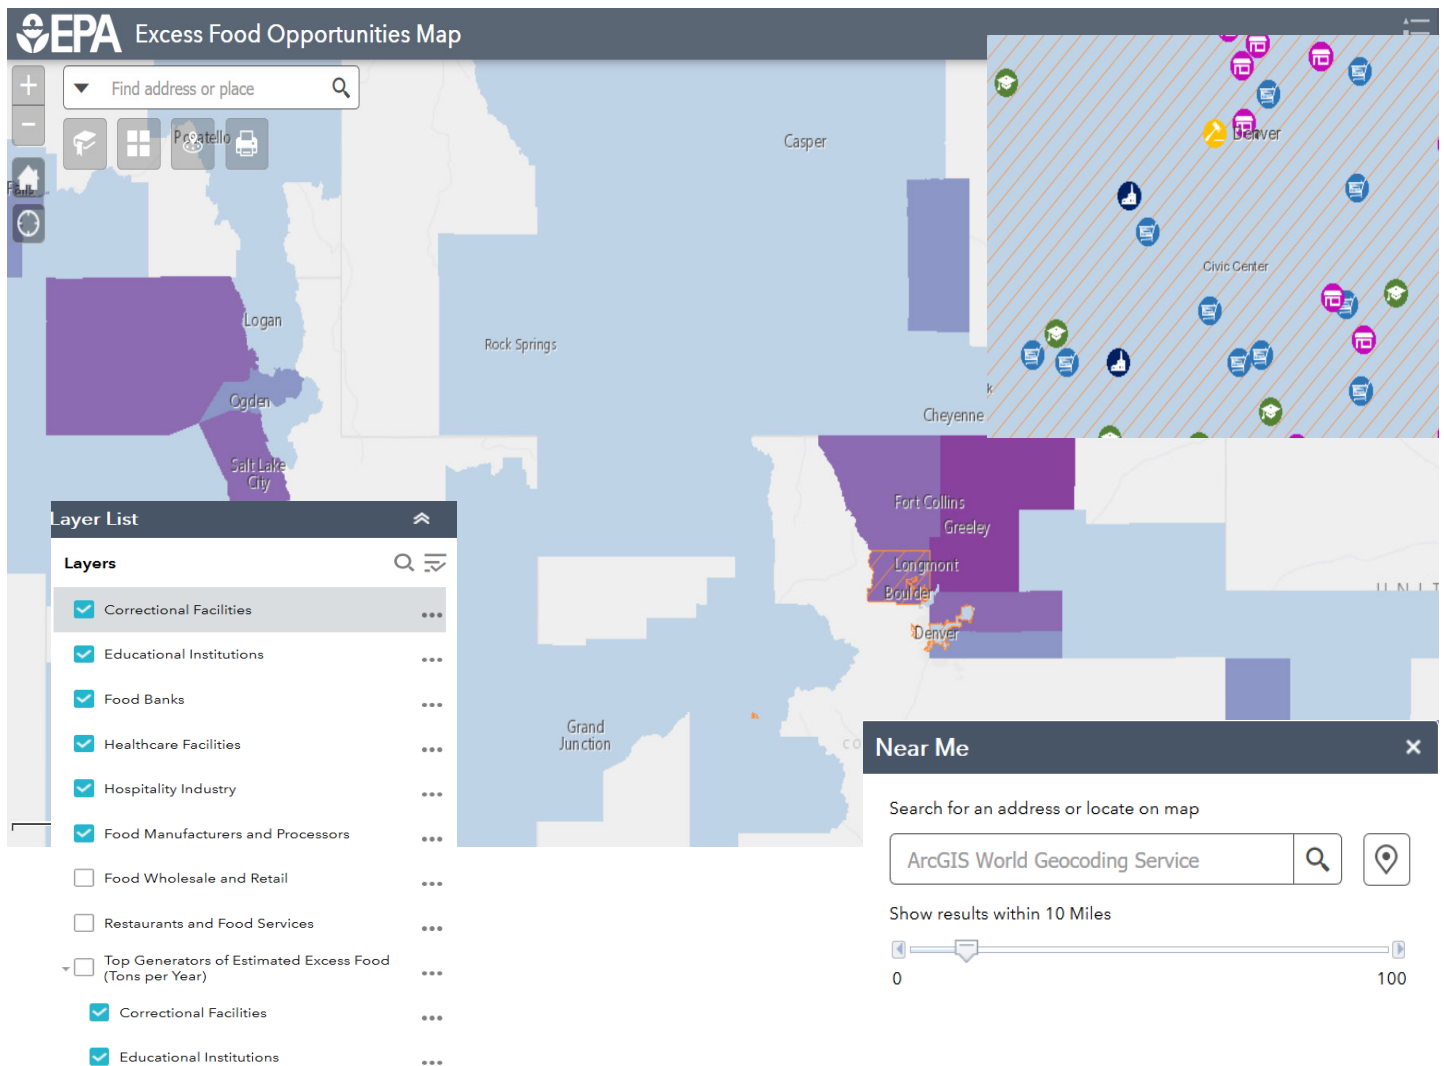 EPA Excess Food Opportunities Map
Find address or place
Pocatello
Casper
Denver
Civic Center
Logan
Rock Springs
Ogden
Cheyenne
Salt Lake
City
Fort Collins
Greeley
Longmont
Boulder
Denver
Grand
Junction
Layer List
Layers
Correctional Facilities
Educational Institutions
Food Banks
Healthcare Facilities
Hospitality Industry
Food Manufacturers and Processors
Food Wholesale and Retail
Restaurants and Food Services
Top Generators of Estimated Excess Food
(Tons per Year)
Correctional Facilities
Educational Institutions
Near Me
Search for an address or locate on map
ArcGIS World Geocoding Service
Show results within 10 Miles
0
100